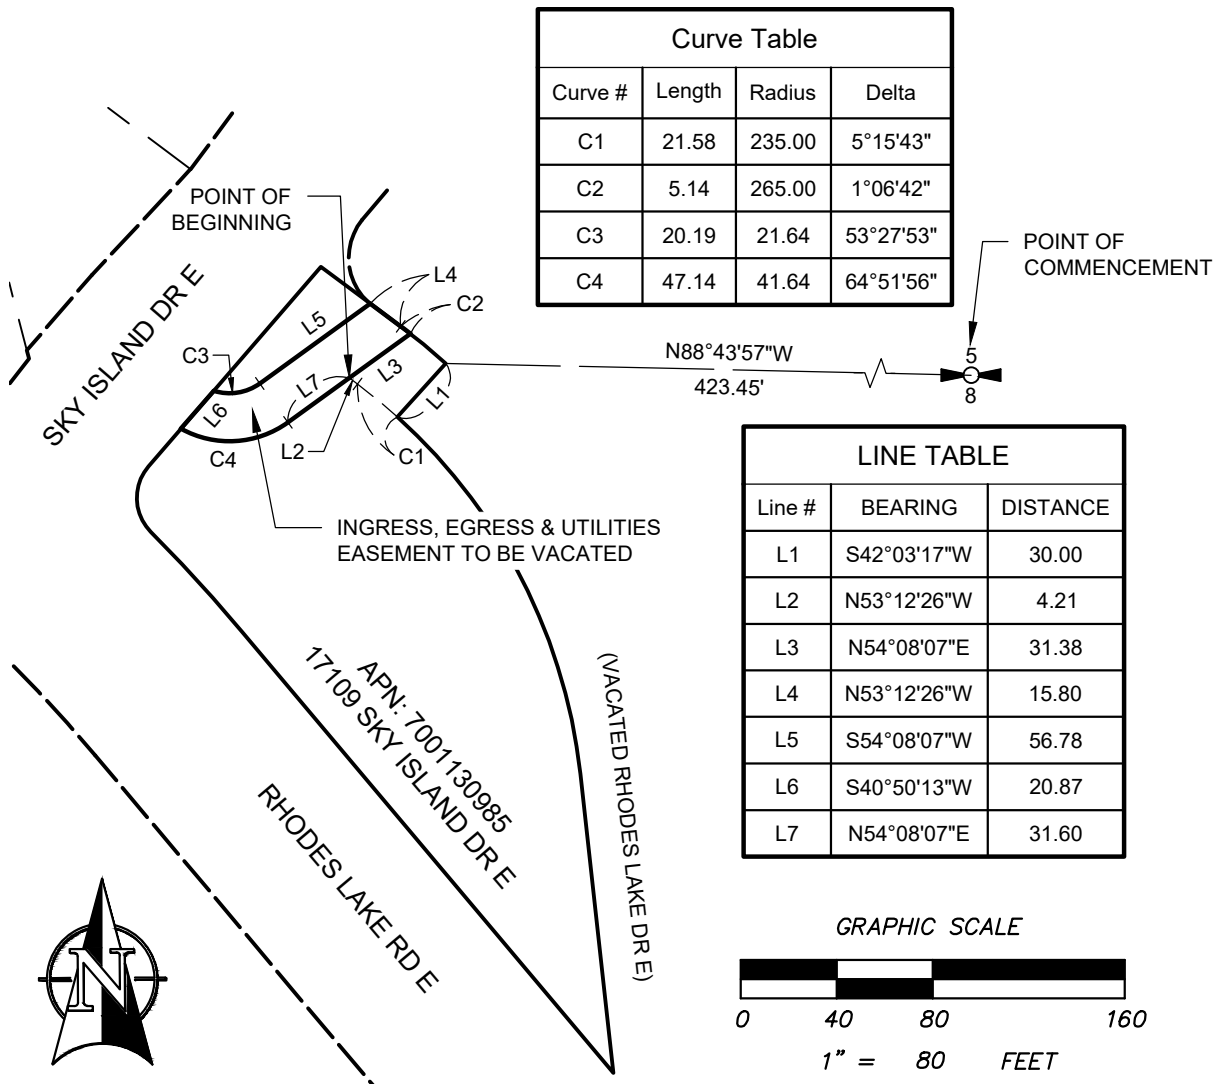 Curve Table
Curve # Length Radius Delta
C1 21.58 235.00 5°15'43"
C2 5.14 265.00 1°06'42"
C3 20.19 21.64 53°27'53"
C4 47.14 41.64 64°51'56"
POINT OF
BEGINNING
POINT OF
COMMENCEMENT
L4
C2
SKY ISLAND DR E
L5
C3
N88°43'57"W
423.45'
5
8
L7
L3
L1
L6
C4
L2
C1
INGRESS, EGRESS & UTILITIES
EASEMENT TO BE VACATED
LINE TABLE
Line # BEARING DISTANCE
L1 S42°03'17"W 30.00
L2 N53°12'26"W 4.21
L3 N54°08'07"E 31.38
L4 N53°12'26"W 15.80
L5 S54°08'07"W 56.78
L6 S40°50'13"W 20.87
L7 N54°08'07"E 31.60
APN: 7001130985
17109 SKY ISLAND DR E
(VACATED RHODES LAKE DR E)
RHODES LAKE RD E
N
GRAPHIC SCALE
0 40 80 160
1" = 80 FEET